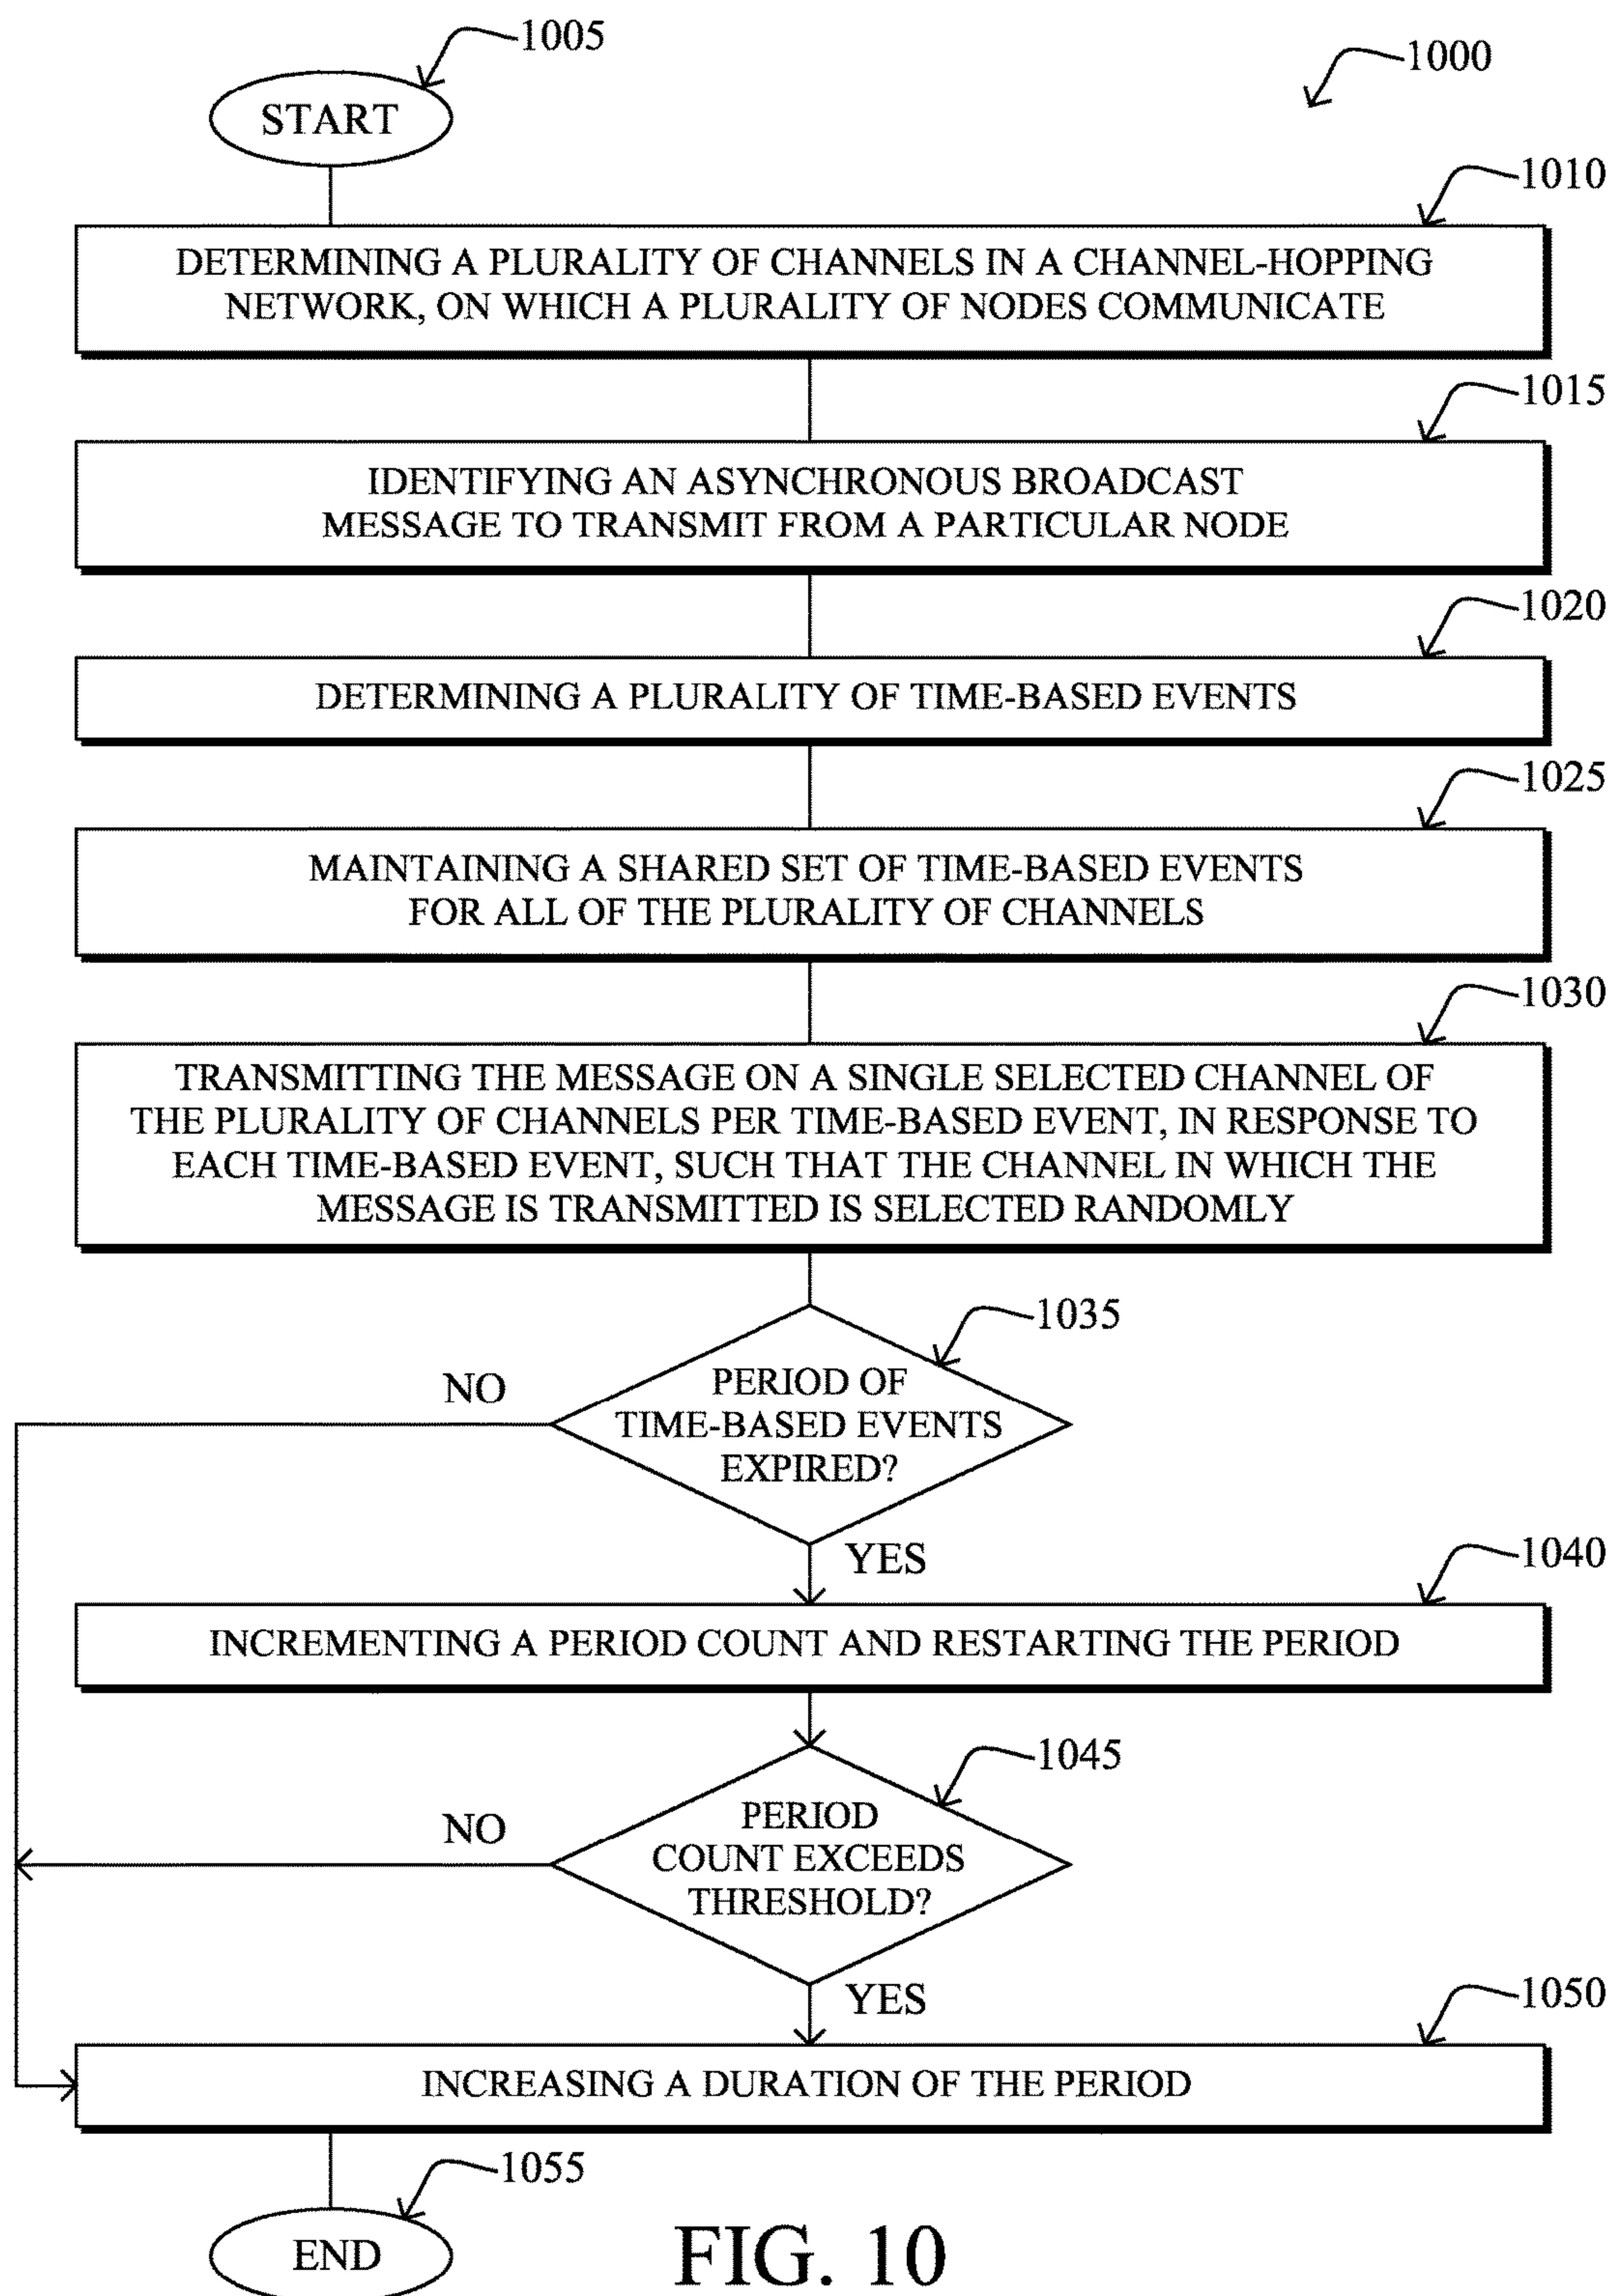 1005
1000
START
1010
DETERMINING A PLURALITY OF CHANNELS IN A CHANNEL-HOPPING
NETWORK, ON WHICH A PLURALITY OF NODES COMMUNICATE
1015
IDENTIFYING AN ASYNCHRONOUS BROADCAST
MESSAGE TO TRANSMIT FROM A PARTICULAR NODE
1020
DETERMINING A PLURALITY OF TIME-BASED EVENTS
1025
MAINTAINING A SHARED SET OF TIME-BASED EVENTS
FOR ALL OF THE PLURALITY OF CHANNELS
1030
TRANSMITTING THE MESSAGE ON A SINGLE SELECTED CHANNEL OF
THE PLURALITY OF CHANNELS PER TIME-BASED EVENT, IN RESPONSE TO
EACH TIME-BASED EVENT, SUCH THAT THE CHANNEL IN WHICH THE
MESSAGE IS TRANSMITTED IS SELECTED RANDOMLY
1035
NO
PERIOD OF
TIME-BASED EVENTS
EXPIRED?
YES
1040
INCREMENTING A PERIOD COUNT AND RESTARTING THE PERIOD
1045
NO
PERIOD
COUNT EXCEEDS
THRESHOLD?
YES
1050
INCREASING A DURATION OF THE PERIOD
1055
END
FIG. 10